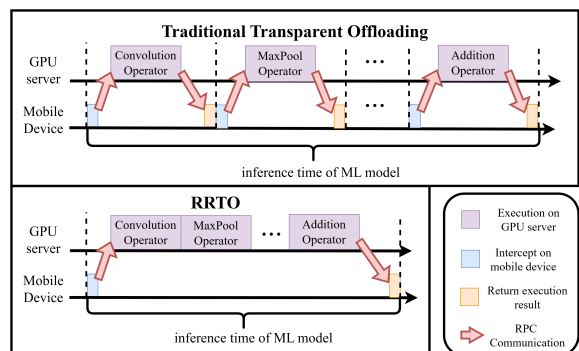 Traditional Transparent Offloading
GPU
server
Convolution
Operator
MaxPool
Operator
...
Addition
Operator
Mobile
Device
...
inference time of ML model
RRTO
GPU
server
Convolution
Operator
MaxPool
Operator
...
Addition
Operator
Mobile
Device
inference time of ML model
Execution on
GPU server
Intercept on
mobile device
Return execution
result
RPC
Communication